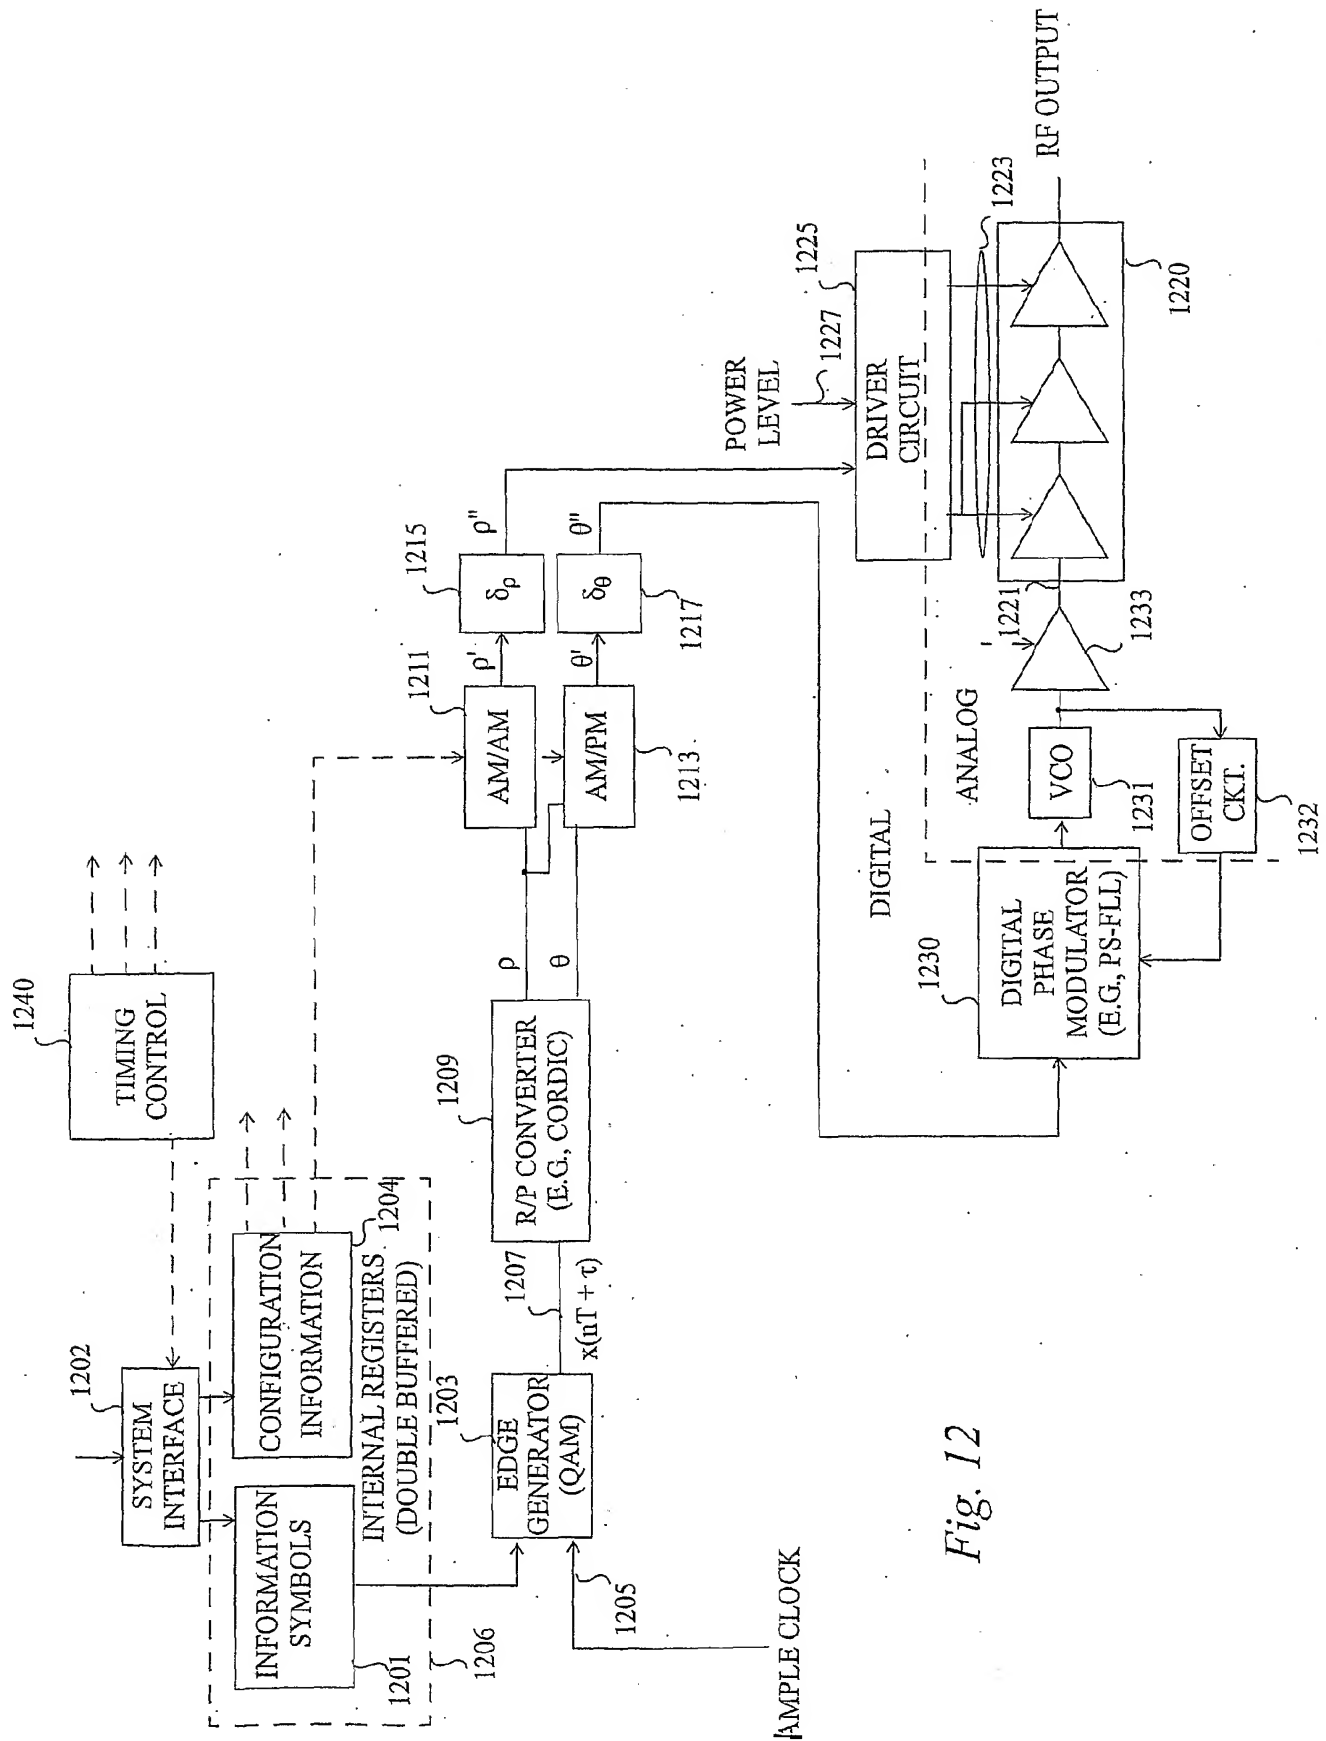 1240
TIMING
CONTROL
1202
SYSTEM
INTERFACE
INFORMATION
SYMBOLS
1201
CONFIGURATION
INFORMATION
1204
INTERNAL REGISTERS
(DOUBLE BUFFERED)
1206
1203
EDGE
GENERATOR
(QAM)
1205
AMPLE CLOCK
1207
x(nT + τ)
1209
R/P CONVERTER
(E.G., CORDIC)
ρ
θ
1211
AM/AM
AM/PM
1213
ρ'
θ'
1215
δρ
δθ
1217
ρ"
θ"
POWER
LEVEL
1227
1225
DRIVER
CIRCUIT
DIGITAL
ANALOG
1230
DIGITAL
PHASE
MODULATOR
(E.G., PS-FLL)
VCO
1231
OFFSET
CKT.
1232
1221
1233
1223
1220
RF OUTPUT
Fig. 12